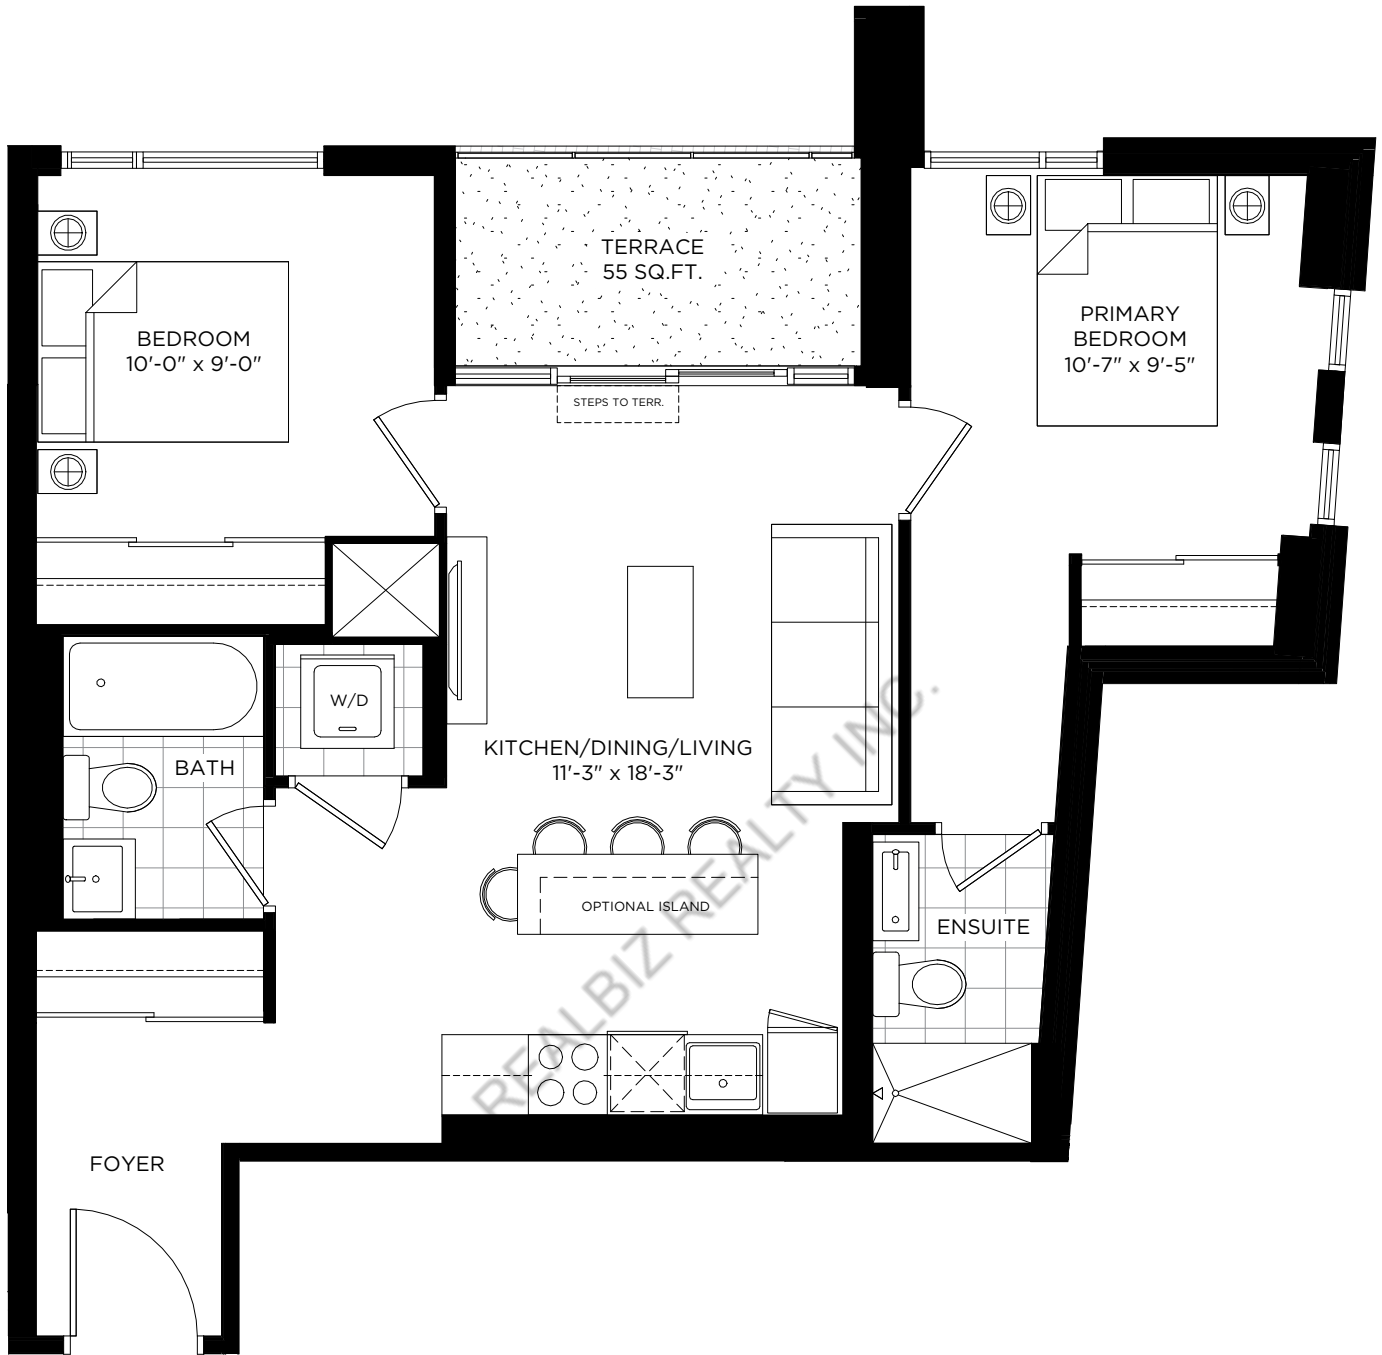 TERRACE
55 SQ.FT.
BEDROOM
10'-0" x 9'-0"
PRIMARY
BEDROOM
10'-7" x 9'-5"
STEPS TO TERR.
W/D
KITCHEN/DINING/LIVING
11'-3" x 18'-3"
BATH
OPTIONAL ISLAND
ENSUITE
FOYER
REALBIZ REALTY INC.